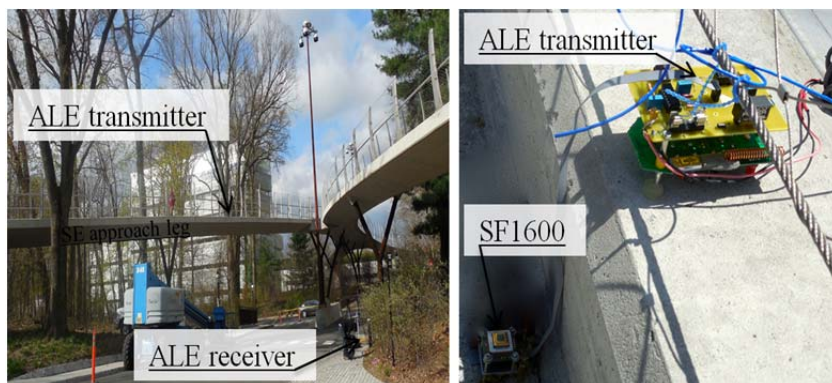 ALE transmitter
SE approach leg
ALE receiver
ALE transmitter
SF1600